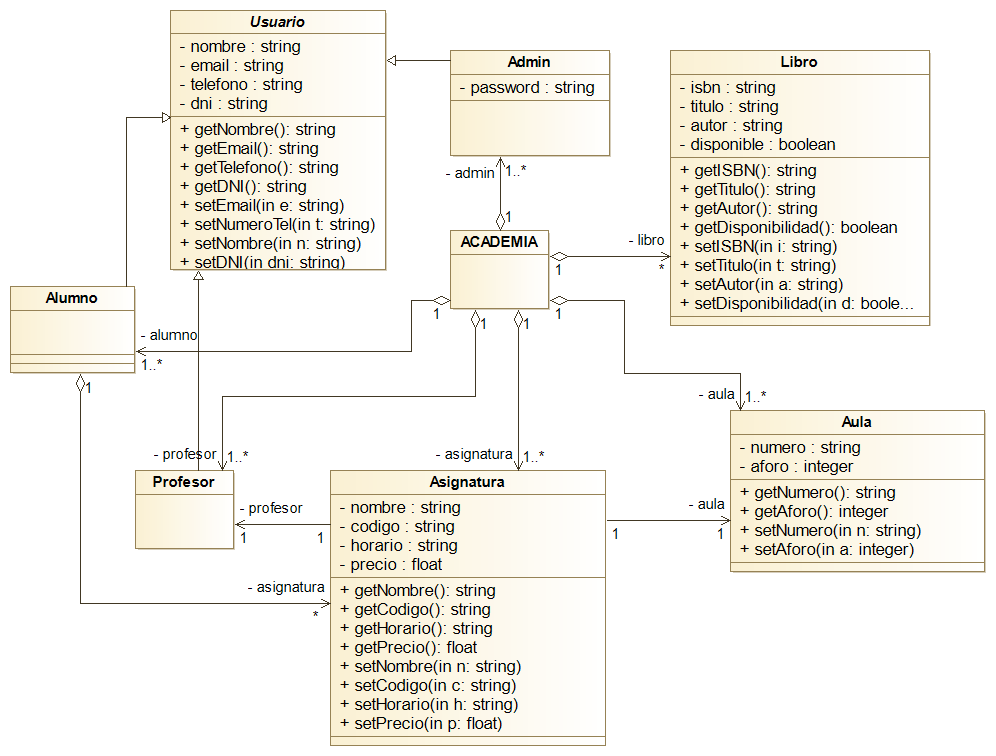 Usuario
- nombre : string
- email : string
- telefono : string
- dni : string
+ getNombre(): string
+ getEmail(): string
+ getTelefono(): string
+ getDNI(): string
+ setEmail(in e: string)
+ setNumeroTel(in t: string)
+ setNombre(in n: string)
+ setDNI(in dni: string)
Admin
- password : string
Libro
- isbn : string
- titulo : string
- autor : string
- disponible : boolean
+ getISBN(): string
+ getTitulo(): string
+ getAutor(): string
+ getDisponibilidad(): boolean
+ setISBN(in i: string)
+ setTitulo(in t: string)
+ setAutor(in a: string)
+ setDisponibilidad(in d: boole...
- admin
1..*
1
ACADEMIA
- libro
1
*
Alumno
1
1
1
1
- alumno
1..*
1
- aula
1..*
- profesor
1..*
- asignatura
1..*
Profesor
- profesor
1
1
Asignatura
- nombre : string
- codigo : string
- horario : string
- precio : float
+ getNombre(): string
+ getCodigo(): string
+ getHorario(): string
+ getPrecio(): float
+ setNombre(in n: string)
+ setCodigo(in c: string)
+ setHorario(in h: string)
+ setPrecio(in p: float)
- aula
1
1
Aula
- numero : string
- aforo : integer
+ getNumero(): string
+ getAforo(): integer
+ setNumero(in n: string)
+ setAforo(in a: integer)
- asignatura
*